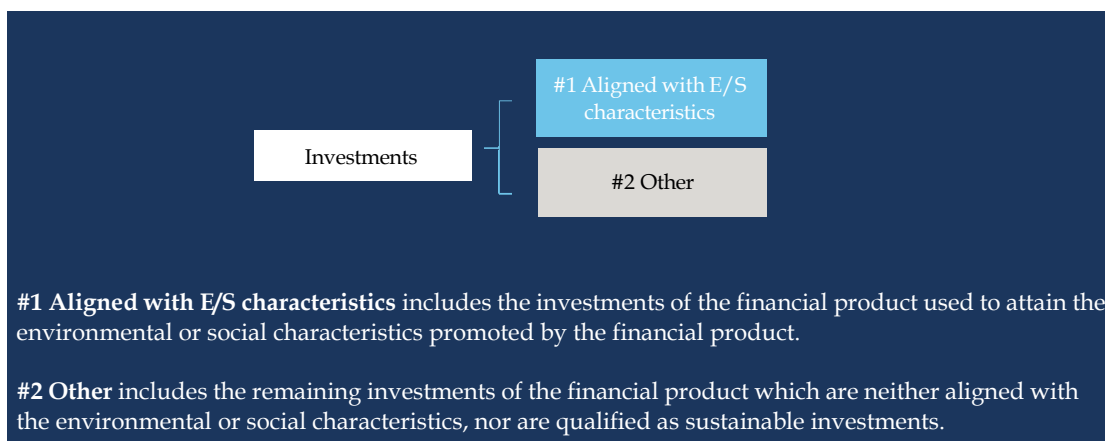 #1 Aligned with E/S
characteristics
Investments
#2 Other
#1 Aligned with E/S characteristics includes the investments of the financial product used to attain the
environmental or social characteristics promoted by the financial product.
#2 Other includes the remaining investments of the financial product which are neither aligned with
the environmental or social characteristics, nor are qualified as sustainable investments.